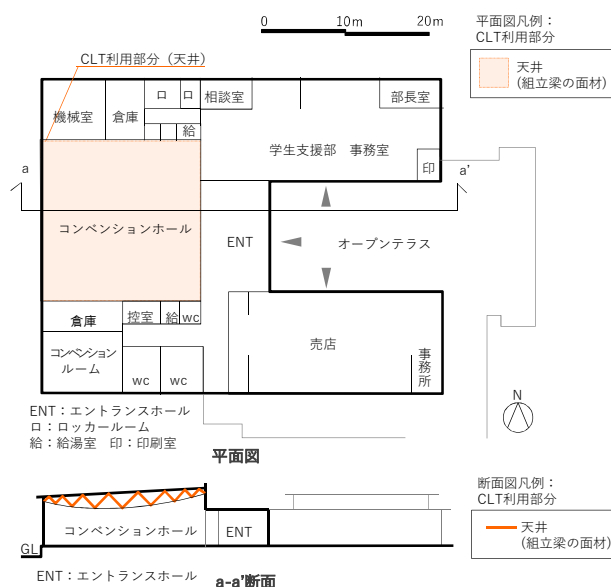 0 10m 20m
平面図凡例：
CLT利用部分
天井
(組立梁の面材)
CLT利用部分（天井）
機械室 倉庫 ロ ロ 相談室 部長室
給
学生支援部 事務室
印
a a'
コンベンションホール ENT オープンテラス
倉庫 控室 給 wc
コンベンション
ルーム
wc wc
売店
事務所
N
ENT：エントランスホール
ロ：ロッカールーム
給：給湯室 印：印刷室
平面図
断面図凡例：
CLT利用部分
天井
(組立梁の面材)
コンベンションホール ENT
GL
ENT：エントランスホール
a-a'断面